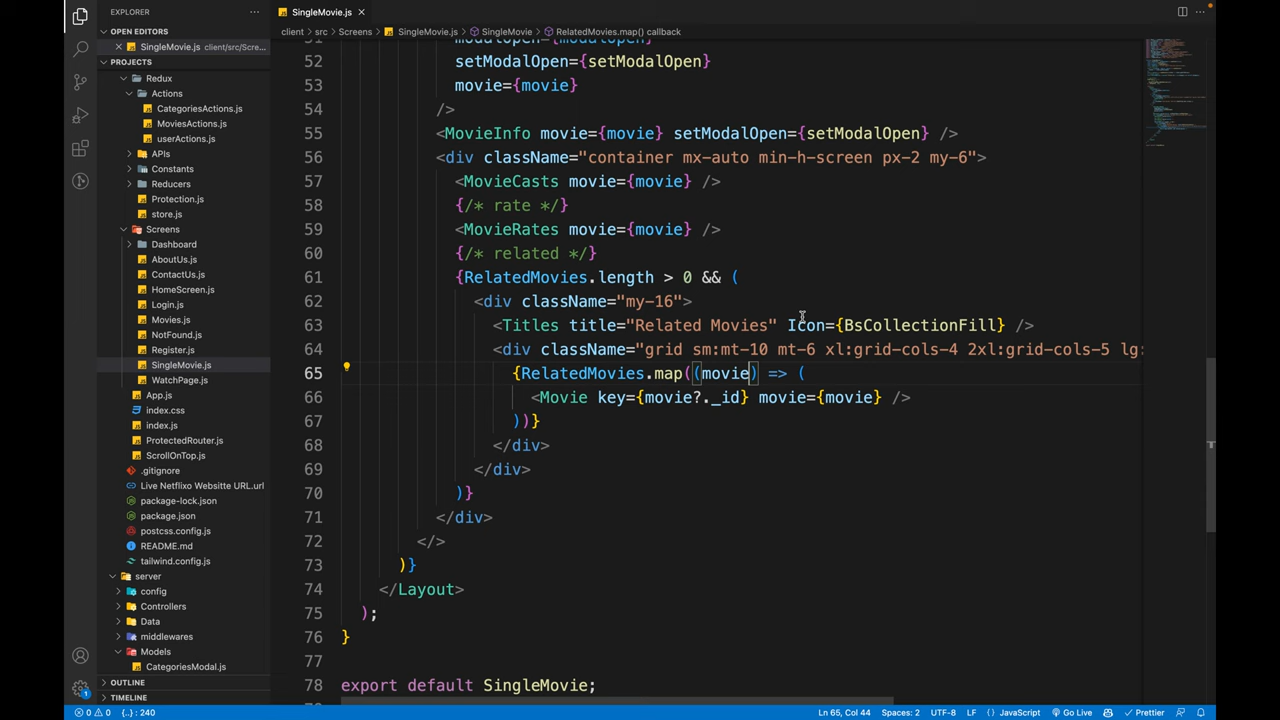 EXPLORER
OPEN EDITORS
SingleMovie.js client/src/Scree...
PROJECTS
Redux
Actions
CategoriesActions.js
MoviesActions.js
userActions.js
APIs
Constants
Reducers
Protection.js
store.js
Screens
Dashboard
AboutUs.js
ContactUs.js
HomeScreen.js
Login.js
Movies.js
NotFound.js
Register.js
SingleMovie.js
WatchPage.js
App.js
index.css
index.js
ProtectedRouter.js
ScrollOnTop.js
.gitignore
Live Netflixo Websitte URL.url
package-lock.json
package.json
postcss.config.js
README.md
tailwind.config.js
server
config
Controllers
Data
middlewares
Models
CategoriesModal.js
OUTLINE
TIMELINE
SingleMovie.js
client > src > Screens > SingleMovie.js > SingleMovie > RelatedMovies.map() callback
51 modalOpen={modalOpen}
52 setModalOpen={setModalOpen}
53 movie={movie}
54 />
55 <MovieInfo movie={movie} setModalOpen={setModalOpen} />
56 <div className="container mx-auto min-h-screen px-2 my-6">
57 <MovieCasts movie={movie} />
58 {/* rate */}
59 <MovieRates movie={movie} />
60 {/* related */}
61 {RelatedMovies.length > 0 && (
62 <div className="my-16">
63 <Titles title="Related Movies" Icon={BsCollectionFill} />
64 <div className="grid sm:mt-10 mt-6 xl:grid-cols-4 2xl:grid-cols-5 lg:
65 {RelatedMovies.map((movie) => (
66 <Movie key={movie?._id} movie={movie} />
67 ))}
68 </div>
69 </div>
70 )}
71 </div>
72 </>
73 )}
74 </Layout>
75 );
76 }
77
78 export default SingleMovie;
1
0 0 {..} : 240 Ln 65, Col 44 Spaces: 2 UTF-8 LF {} JavaScript Go Live Prettier